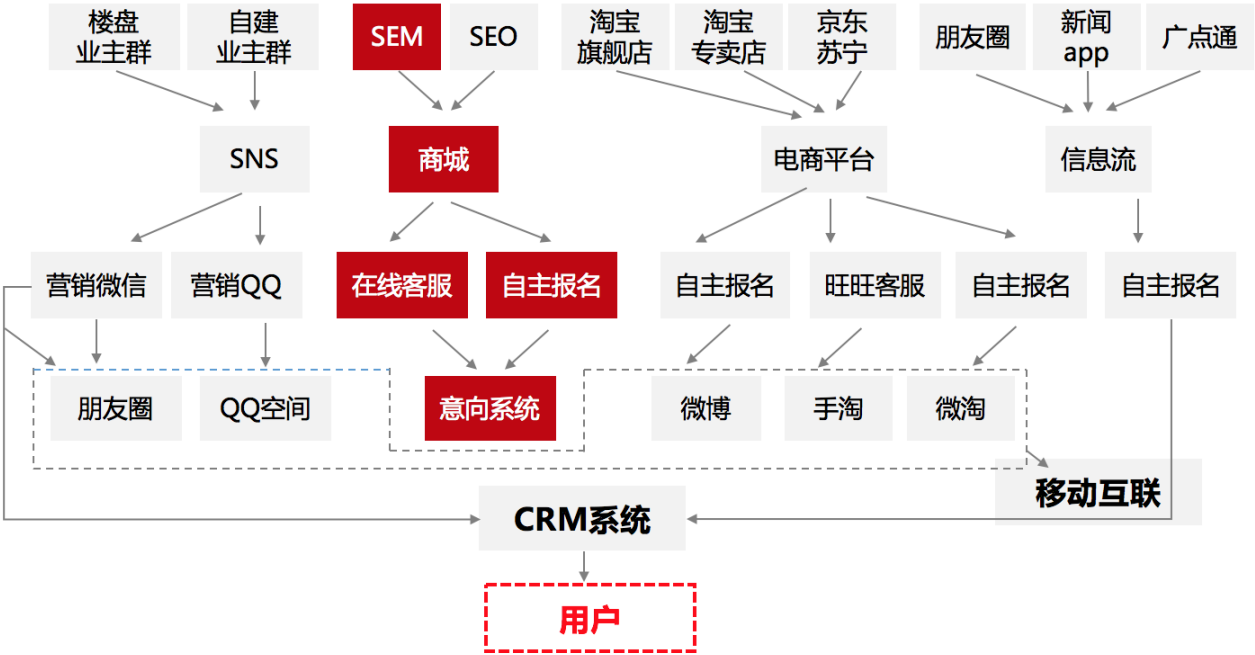 楼盘
业主群
自建
业主群
SEM
SEO
淘宝
旗舰店
淘宝
专卖店
京东
苏宁
朋友圈
新闻
app
广点通
SNS
商城
电商平台
信息流
营销微信
营销QQ
在线客服
自主报名
自主报名
旺旺客服
自主报名
自主报名
朋友圈
QQ空间
意向系统
微博
手淘
微淘
移动互联
CRM系统
用户